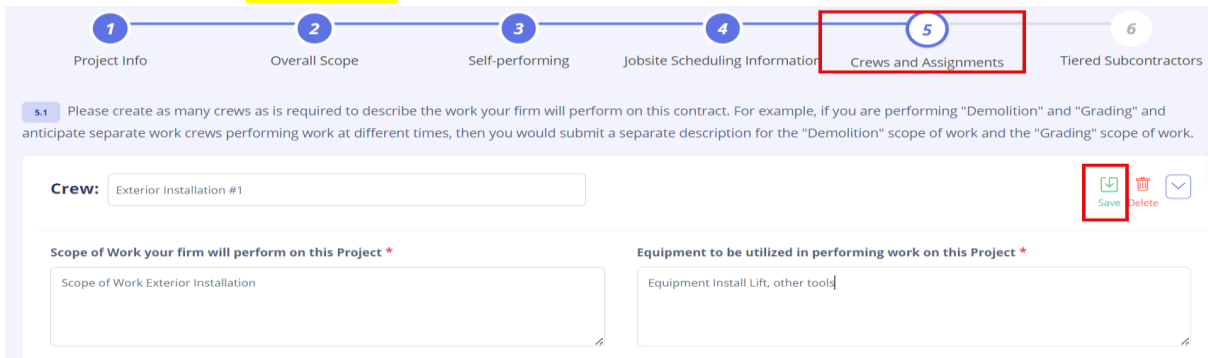 1 2 3 4 5 6
Project Info Overall Scope Self-performing Jobsite Scheduling Information Crews and Assignments Tiered Subcontractors
5.1 Please create as many crews as is required to describe the work your firm will perform on this contract. For example, if you are performing "Demolition" and "Grading" and
anticipate separate work crews performing work at different times, then you would submit a separate description for the "Demolition" scope of work and the "Grading" scope of work.
Crew: Exterior Installation #1
Save Delete
Scope of Work your firm will perform on this Project * Equipment to be utilized in performing work on this Project *
Scope of Work Exterior Installation Equipment Install Lift, other tools